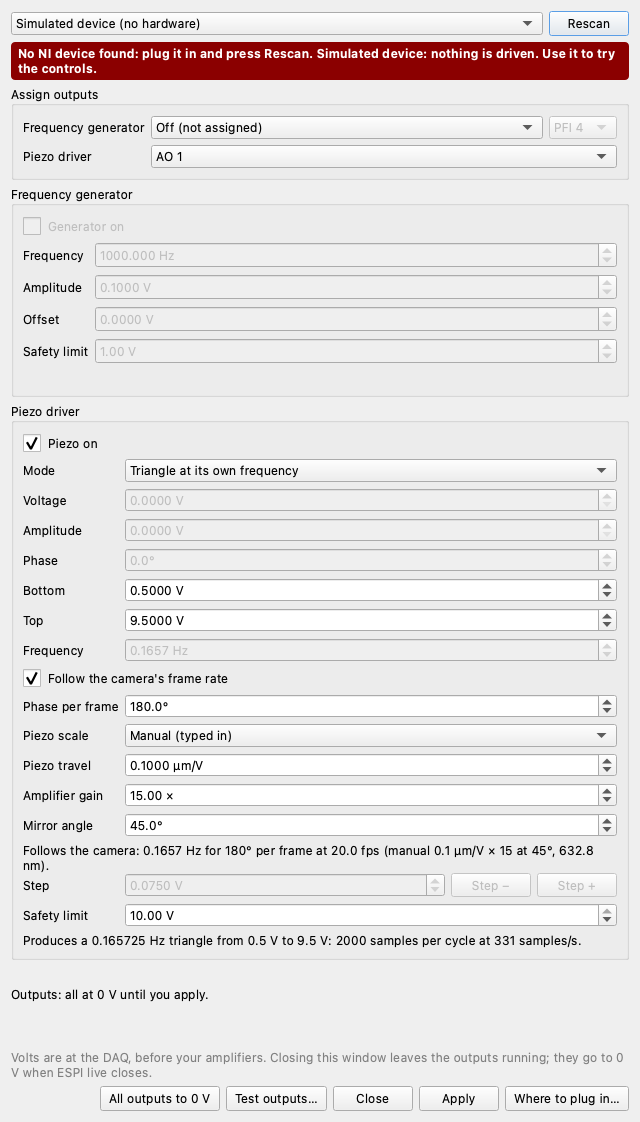 Simulated device (no hardware)
Rescan
No NI device found: plug it in and press Rescan. Simulated device: nothing is driven. Use it to try
the controls.
Assign outputs
Frequency generator Off (not assigned) PFI 4
Piezo driver AO 1
Frequency generator
Generator on
Frequency 1000.000 Hz
Amplitude 0.1000 V
Offset 0.0000 V
Safety limit 1.00 V
Piezo driver
Piezo on
Mode Triangle at its own frequency
Voltage 0.0000 V
Amplitude 0.0000 V
Phase 0.0°
Bottom 0.5000 V
Top 9.5000 V
Frequency 0.1657 Hz
Follow the camera's frame rate
Phase per frame 180.0°
Piezo scale Manual (typed in)
Piezo travel 0.1000 µm/V
Amplifier gain 15.00 ×
Mirror angle 45.0°
Follows the camera: 0.1657 Hz for 180° per frame at 20.0 fps (manual 0.1 µm/V × 15 at 45°, 632.8
nm).
Step 0.0750 V Step − Step +
Safety limit 10.00 V
Produces a 0.165725 Hz triangle from 0.5 V to 9.5 V: 2000 samples per cycle at 331 samples/s.
Outputs: all at 0 V until you apply.
Volts are at the DAQ, before your amplifiers. Closing this window leaves the outputs running; they go to 0
V when ESPI live closes.
All outputs to 0 V Test outputs... Close Apply Where to plug in...